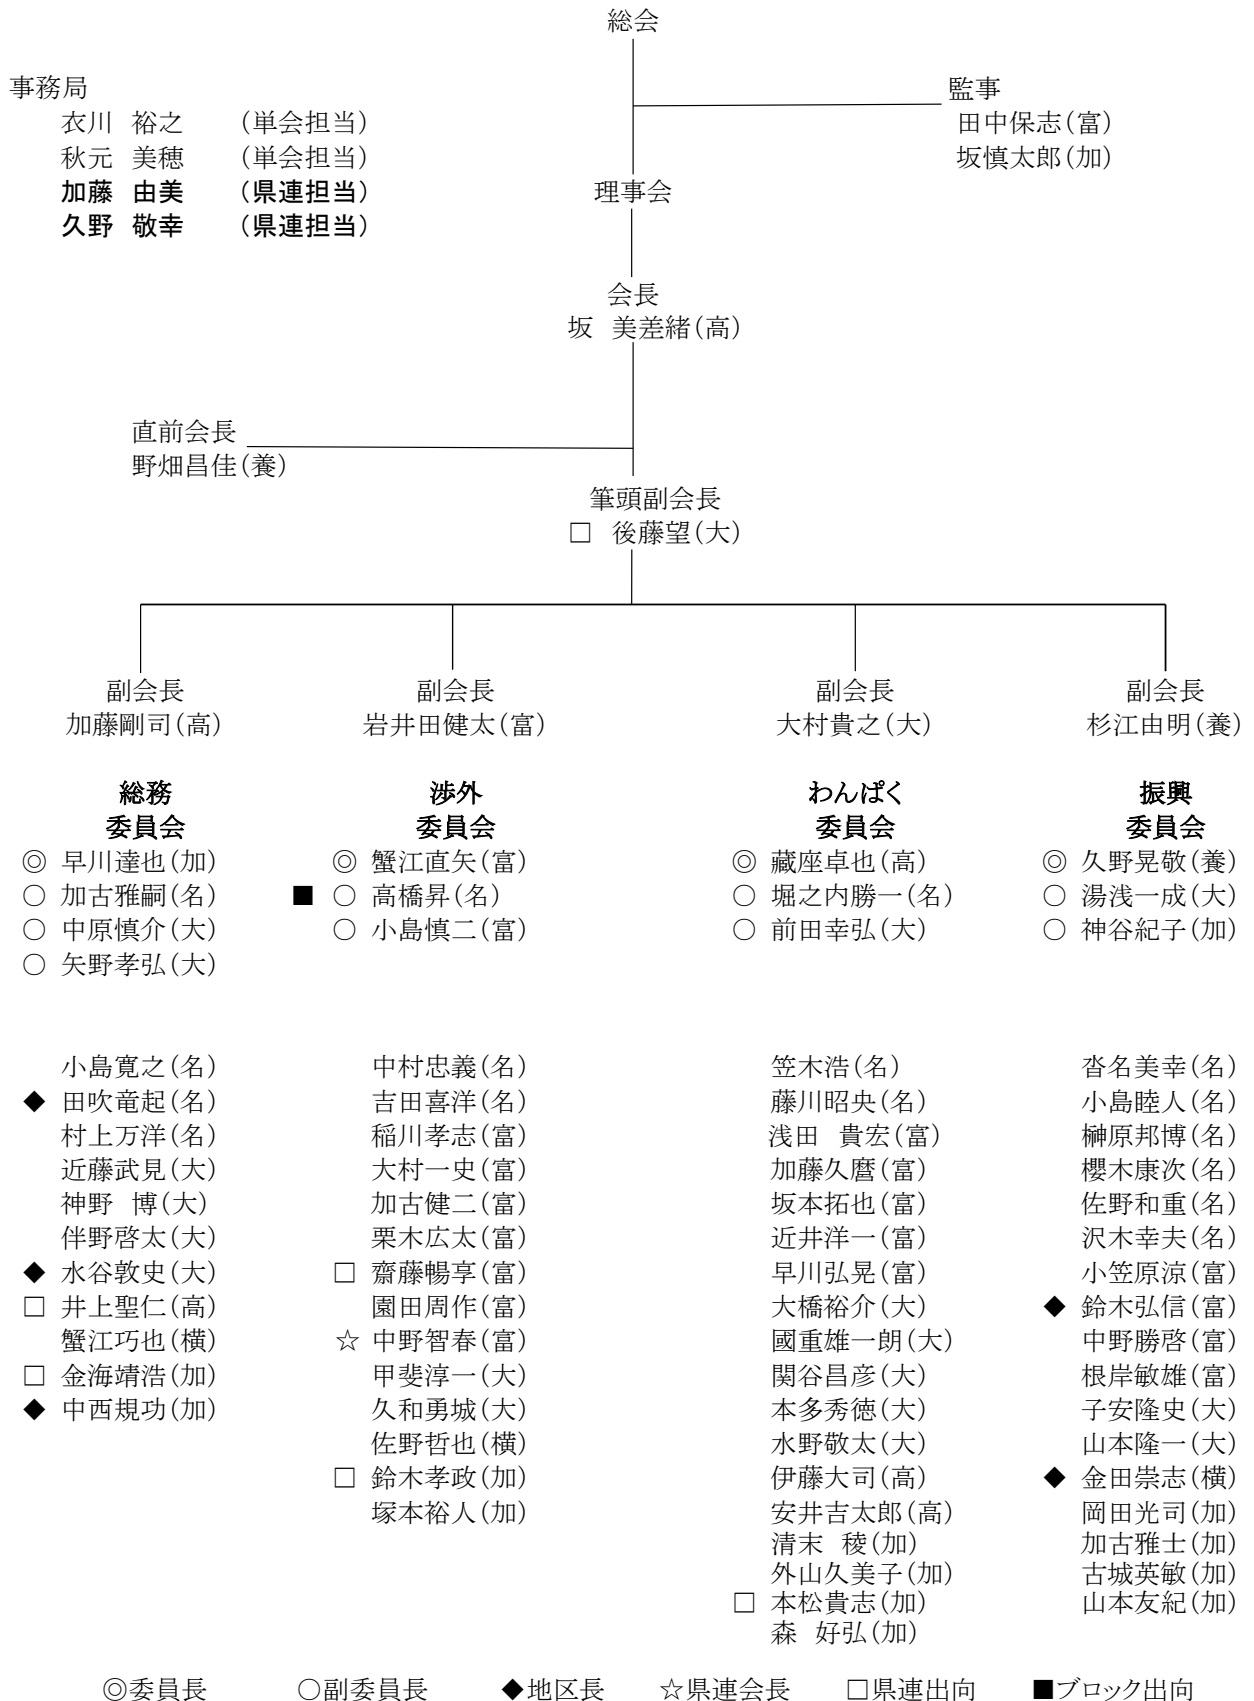 総会
事務局
衣川 裕之 (単会担当)
秋元 美穂 (単会担当)
加藤 由美 (県連担当)
久野 敬幸 (県連担当)
監事
田中保志(富)
坂慎太郎(加)
理事会
会長
坂 美差緒(高)
直前会長
野畑昌佳(養)
筆頭副会長
□ 後藤望(大)
副会長
加藤剛司(高)
副会長
岩井田健太(富)
副会長
大村貴之(大)
副会長
杉江由明(養)
総務
委員会
◎ 早川達也(加)
○ 加古雅嗣(名)
○ 中原慎介(大)
○ 矢野孝弘(大)
小島寛之(名)
◆ 田吹竜起(名)
村上万洋(名)
近藤武見(大)
神野 博(大)
伴野啓太(大)
◆ 水谷敦史(大)
□ 井上聖仁(高)
蟹江巧也(横)
□ 金海靖浩(加)
◆ 中西規功(加)
渉外
委員会
◎ 蟹江直矢(富)
■ ○ 高橋昇(名)
○ 小島慎二(富)
中村忠義(名)
吉田喜洋(名)
稲川孝志(富)
大村一史(富)
加古健二(富)
栗木広太(富)
□ 齋藤暢享(富)
園田周作(富)
☆ 中野智春(富)
甲斐淳一(大)
久和勇城(大)
佐野哲也(横)
□ 鈴木孝政(加)
塚本裕人(加)
わんぱく
委員会
◎ 藏座卓也(高)
○ 堀之内勝一(名)
○ 前田幸弘(大)
笠木浩(名)
藤川昭央(名)
浅田 貴宏(富)
加藤久麿(富)
坂本拓也(富)
近井洋一(富)
早川弘晃(富)
大橋裕介(大)
國重雄一朗(大)
関谷昌彦(大)
本多秀徳(大)
水野敬太(大)
伊藤大司(高)
安井吉太郎(高)
清末 稜(加)
外山久美子(加)
□ 本松貴志(加)
森 好弘(加)
振興
委員会
◎ 久野晃敬(養)
○ 湯浅一成(大)
○ 神谷紀子(加)
沓名美幸(名)
小島睦人(名)
榊原邦博(名)
櫻木康次(名)
佐野和重(名)
沢木幸夫(名)
小笠原涼(富)
◆ 鈴木弘信(富)
中野勝啓(富)
根岸敏雄(富)
子安隆史(大)
山本隆一(大)
◆ 金田崇志(横)
岡田光司(加)
加古雅士(加)
古城英敏(加)
山本友紀(加)
◎委員長 ○副委員長 ◆地区長 ☆県連会長 □県連出向 ■ブロック出向